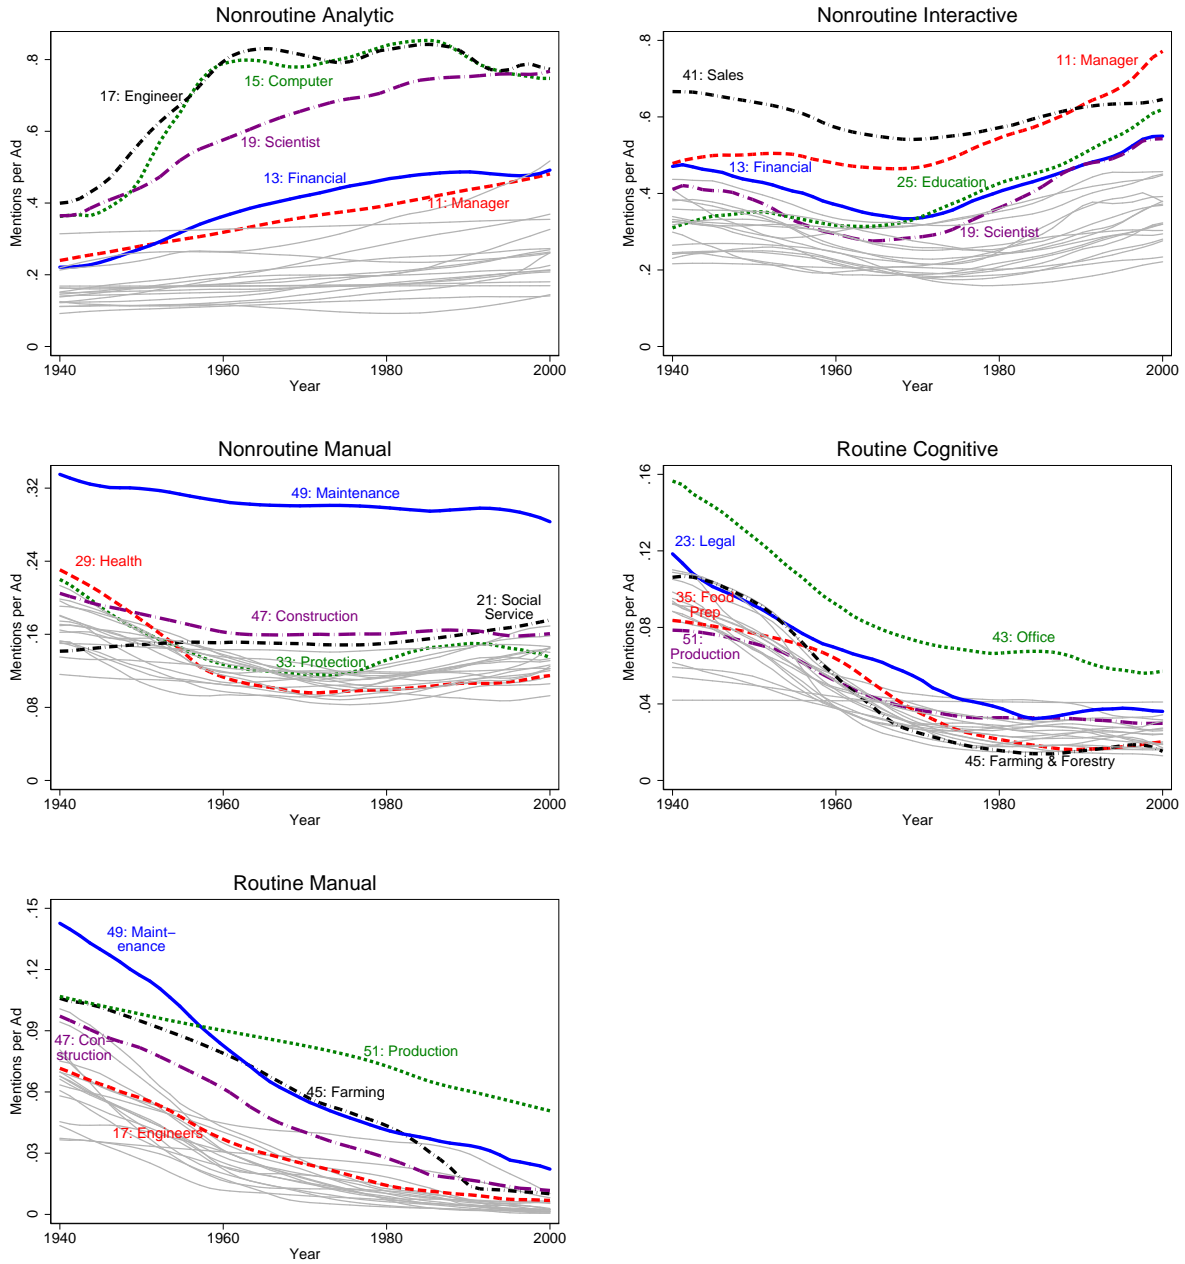 Nonroutine Analytic
Mentions per Ad
.8
.6
.4
.2
0
17: Engineer
15: Computer
19: Scientist
13: Financial
11: Manager
1940
1960
1980
2000
Year
Nonroutine Interactive
Mentions per Ad
.8
.6
.4
.2
0
11: Manager
41: Sales
13: Financial
25: Education
19: Scientist
1940
1960
1980
2000
Year
Nonroutine Manual
Mentions per Ad
.32
.24
.16
.08
0
49: Maintenance
29: Health
21: Social
Service
47: Construction
33: Protection
1940
1960
1980
2000
Year
Routine Cognitive
Mentions per Ad
.16
.12
.08
.04
0
23: Legal
35: Food
Prep
51:
Production
43: Office
45: Farming & Forestry
1940
1960
1980
2000
Year
Routine Manual
Mentions per Ad
.15
.12
.09
.06
.03
0
49: Maint−
enance
47: Con−
struction
51: Production
45: Farming
17: Engineers
1940
1960
1980
2000
Year